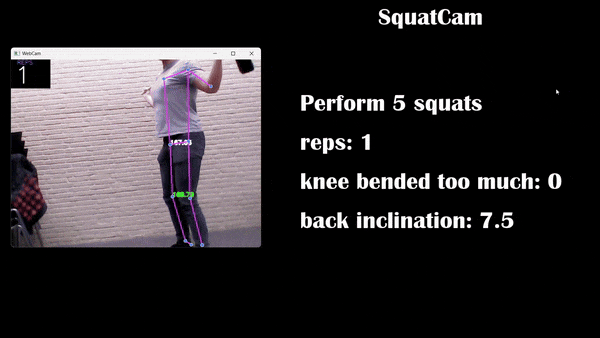 SquatCam
WebCam
REPS
1
Perform 5 squats
reps: 1
knee bended too much: 0
back inclination: 7.5